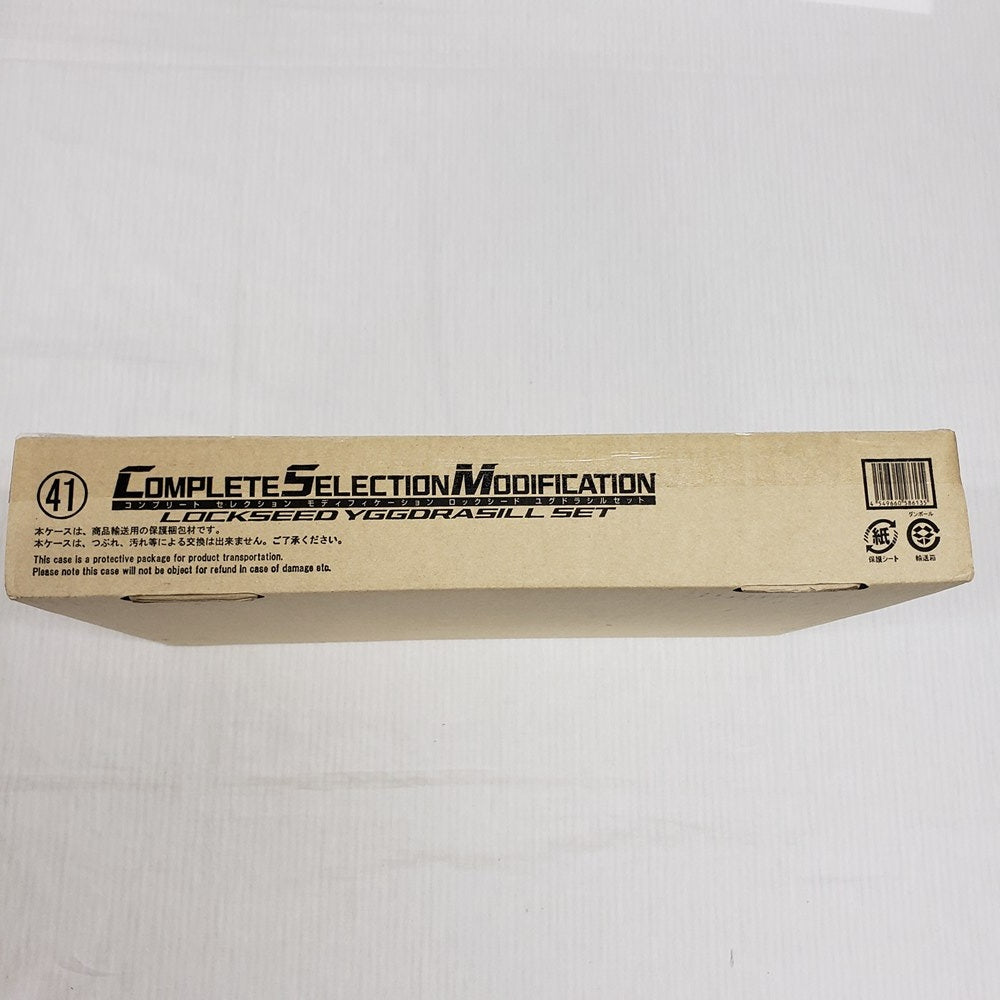 41
COMPLETE SELECTION MODIFICATION
コンプリート セレクション モディフィケーション ロックシード ユグドラシルセット
LOCKSEED YGGDRASILL SET
本ケースは、商品輸送用の保護梱包材です。
本ケースは、つぶれ、汚れ等による交換は出来ません。ご了承ください。
This case is a protective package for product transportation.
Please note this case will not be object for refund in case of damage etc.
ダンボール
紙
保護シート
輸送箱